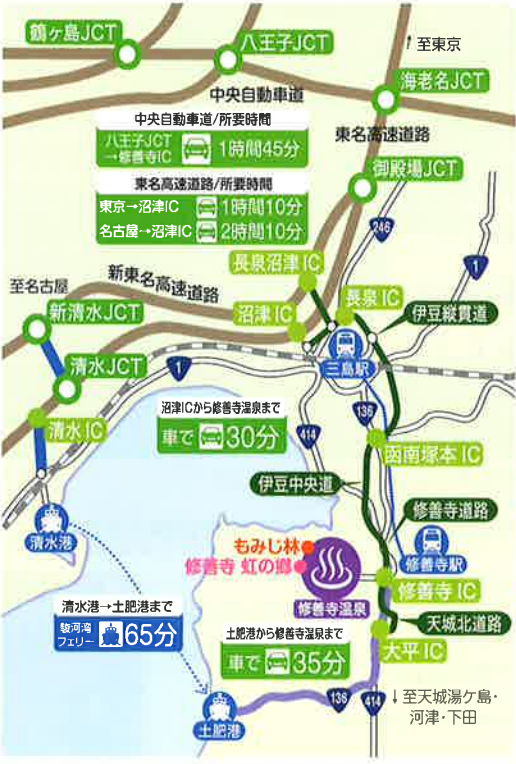 鶴ヶ島JCT
八王子JCT
↑至東京
海老名JCT
中央自動車道
中央自動車道/所要時間
八王子JCT
→修善寺IC
1時間45分
東名高速道路
東名高速道路/所要時間
東京→沼津IC 1時間10分
名古屋→沼津IC 2時間10分
御殿場JCT
246
1
長泉沼津IC
至名古屋
新東名高速道路
新清水JCT
沼津IC
長泉IC
伊豆縦貫道
清水JCT
1
三島駅
沼津ICから修善寺温泉まで
車で 30分
136
414
清水IC
函南塚本IC
伊豆中央道
修善寺道路
清水港
もみじ林
修善寺 虹の郷
修善寺駅
修善寺温泉
修善寺IC
清水港→土肥港まで
駿河湾
フェリー
65分
土肥港から修善寺温泉まで
車で 35分
天城北道路
大平IC
土肥港
136
414
↓至天城湯ケ島・
河津・下田